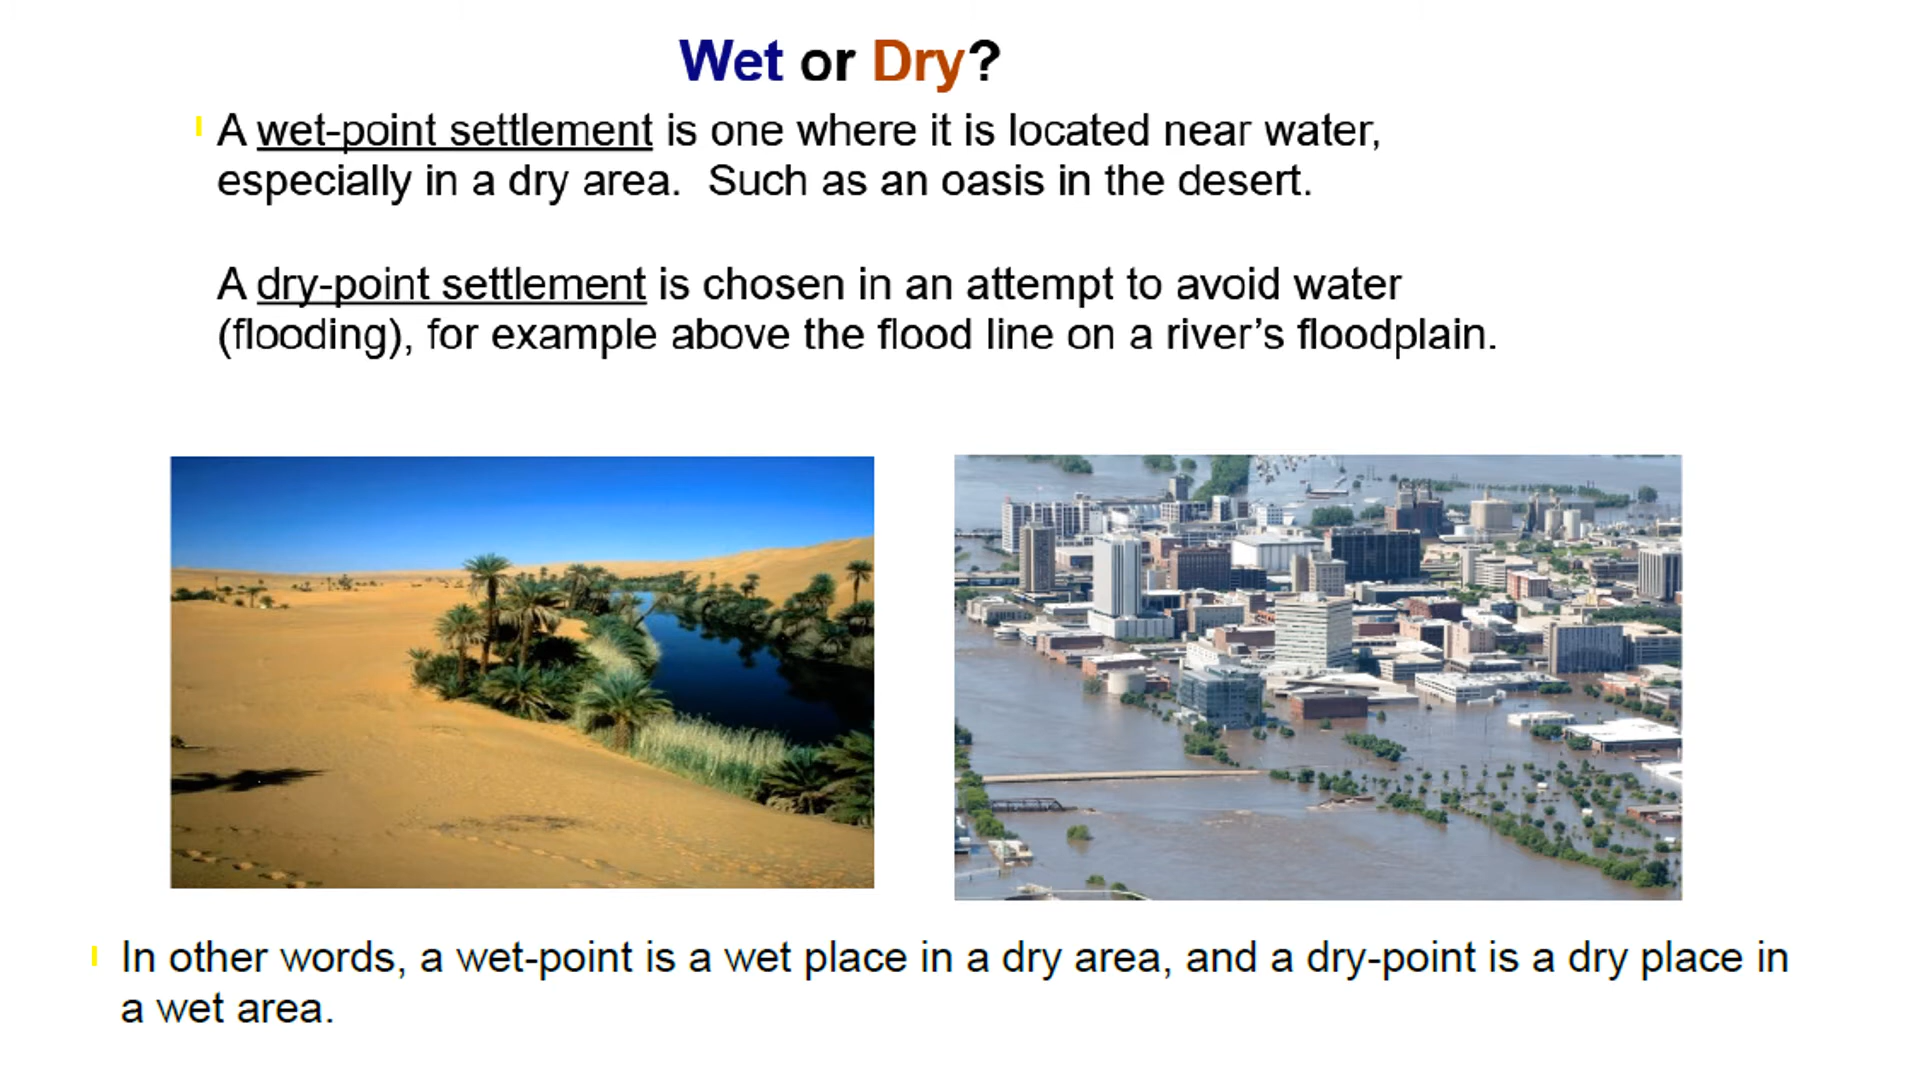 Wet or Dry?
A wet-point settlement is one where it is located near water,
especially in a dry area.  Such as an oasis in the desert.
A dry-point settlement is chosen in an attempt to avoid water
(flooding), for example above the flood line on a river’s floodplain.
In other words, a wet-point is a wet place in a dry area, and a dry-point is a dry place in
a wet area.